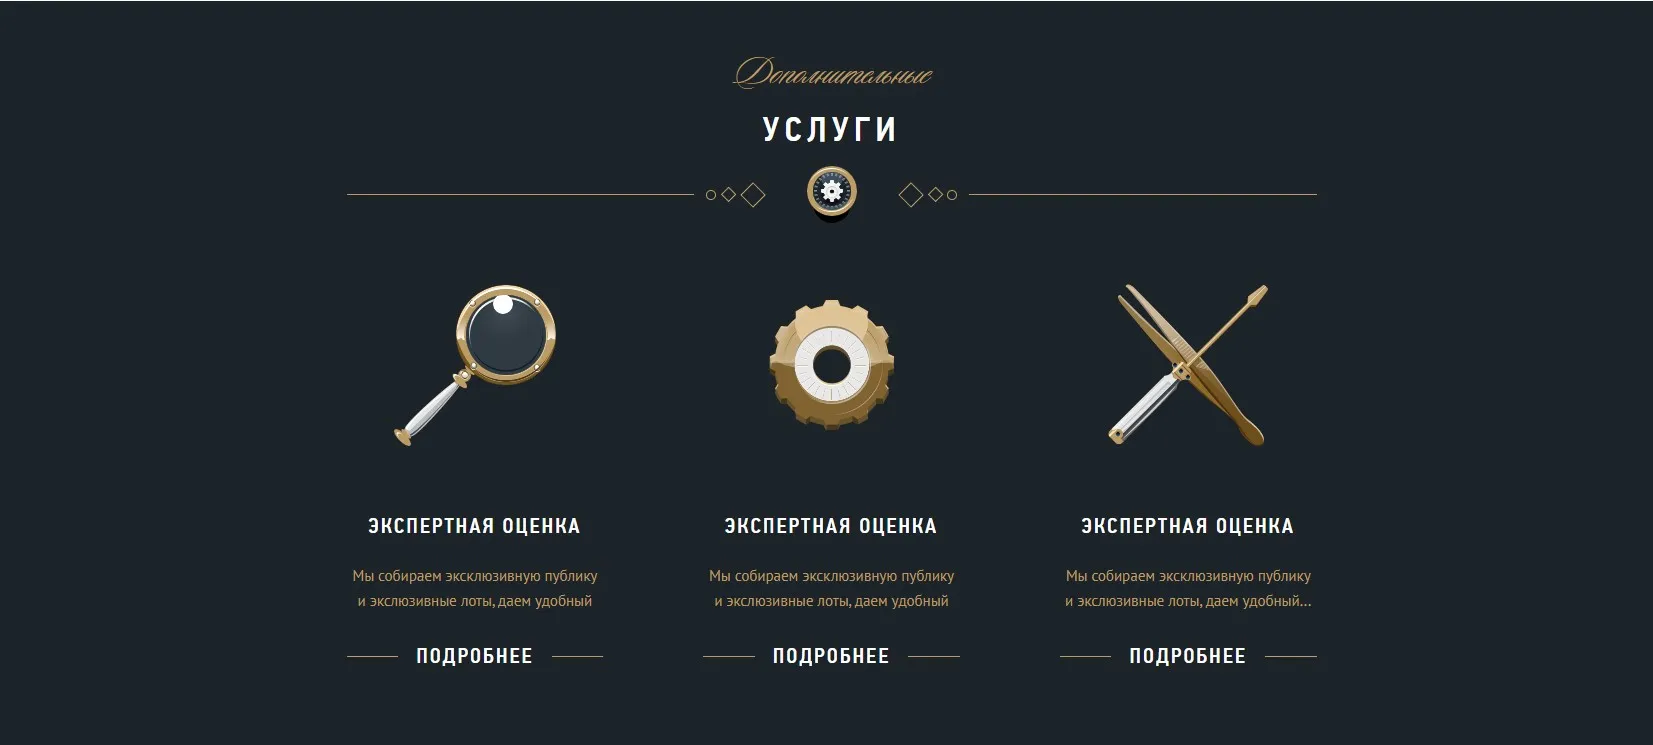 Дополнительные
УСЛУГИ
ЭКСПЕРТНАЯ ОЦЕНКА
Мы собираем эксклюзивную публику
и экслюзивные лоты, даем удобный
ПОДРОБНЕЕ
ЭКСПЕРТНАЯ ОЦЕНКА
Мы собираем эксклюзивную публику
и экслюзивные лоты, даем удобный
ПОДРОБНЕЕ
ЭКСПЕРТНАЯ ОЦЕНКА
Мы собираем эксклюзивную публику
и экслюзивные лоты, даем удобный...
ПОДРОБНЕЕ